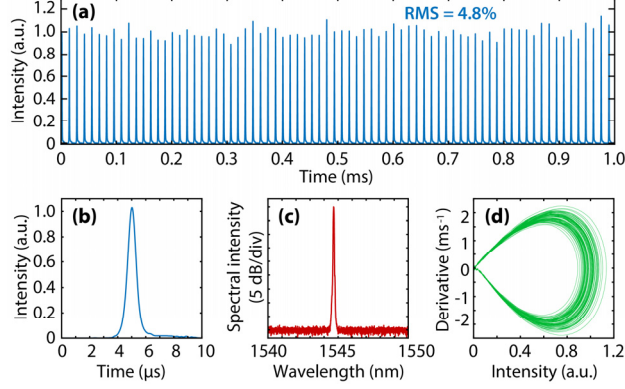 (a)
RMS = 4.8%
Intensity (a.u.)
1.2
1.0
0.8
0.6
0.4
0.2
0
0 0.1 0.2 0.3 0.4 0.5 0.6 0.7 0.8 0.9 1.0
Time (ms)
(b)
Intensity (a.u.)
1.0
0.8
0.6
0.4
0.2
0
0 2 4 6 8 10
Time (μs)
(c)
Spectral intensity
(5 dB/div)
1540 1545 1550
Wavelength (nm)
(d)
Derivative (ms⁻¹)
2
1
0
-1
-2
0 0.4 0.8 1.2
Intensity (a.u.)